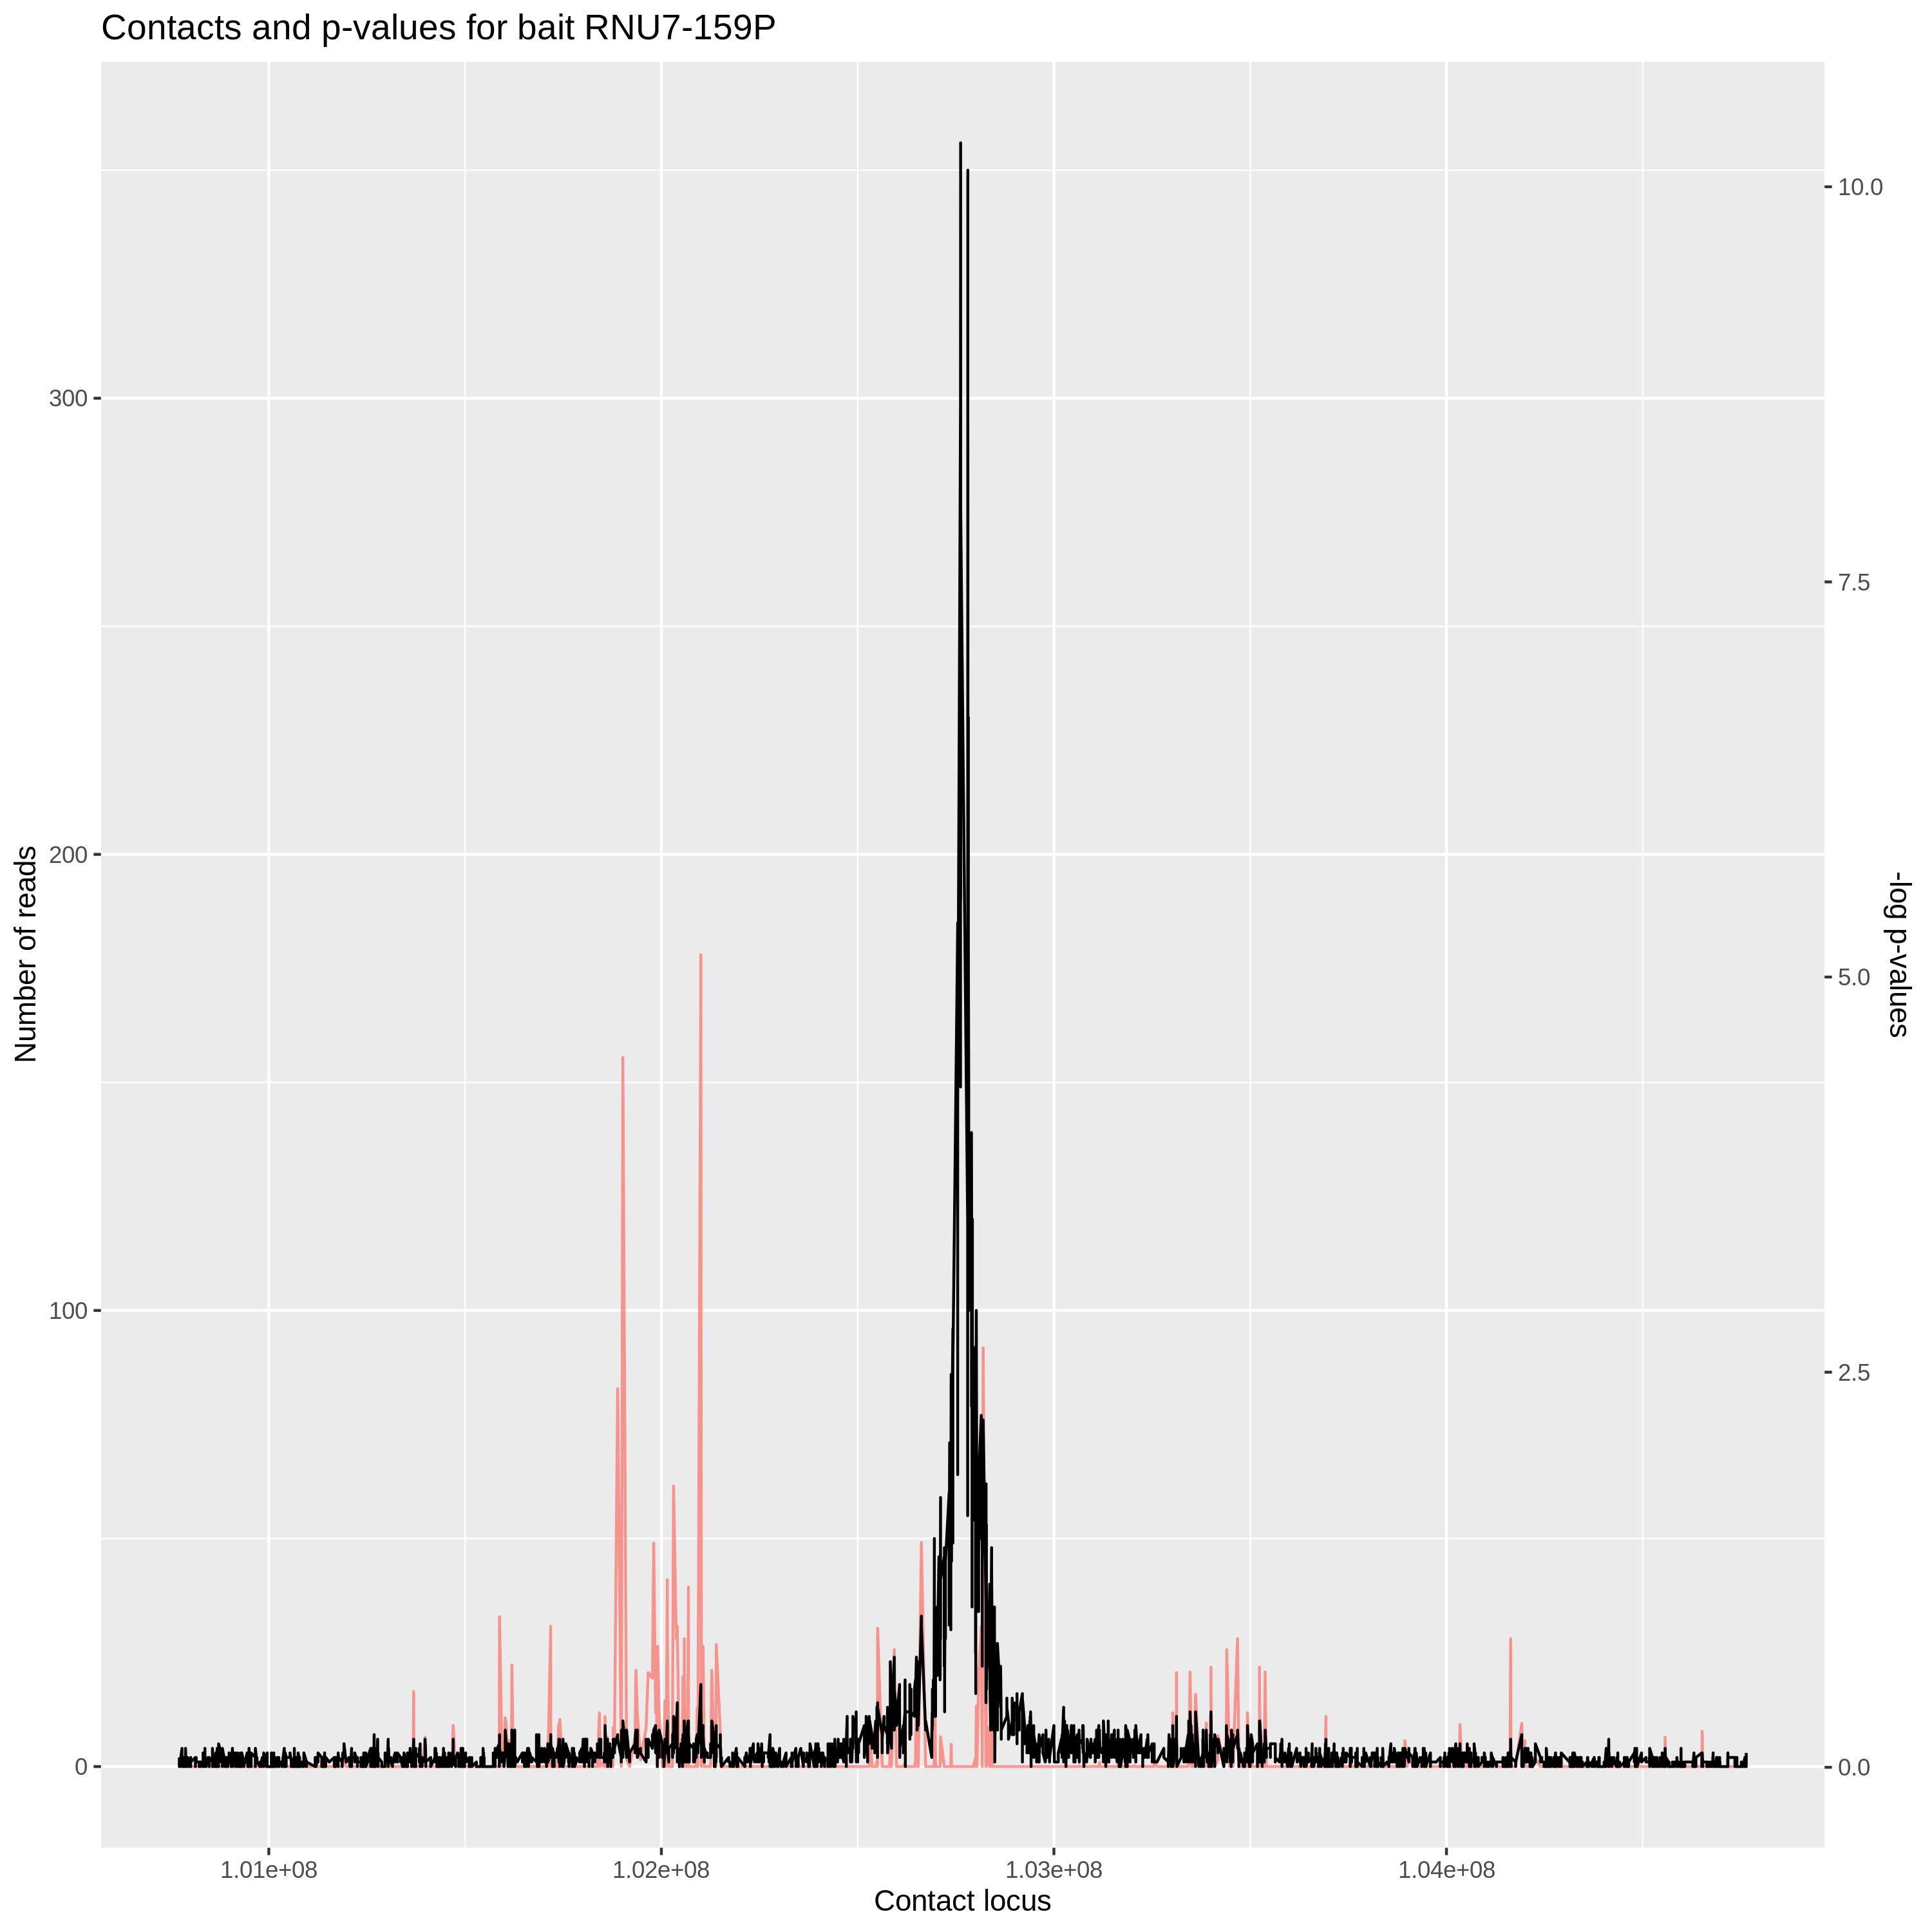 Contacts and p-values for bait RNU7-159P
300
200
100
0
10.0
7.5
5.0
2.5
0.0
Number of reads
-log p-values
1.01e+08
1.02e+08
1.03e+08
1.04e+08
Contact locus